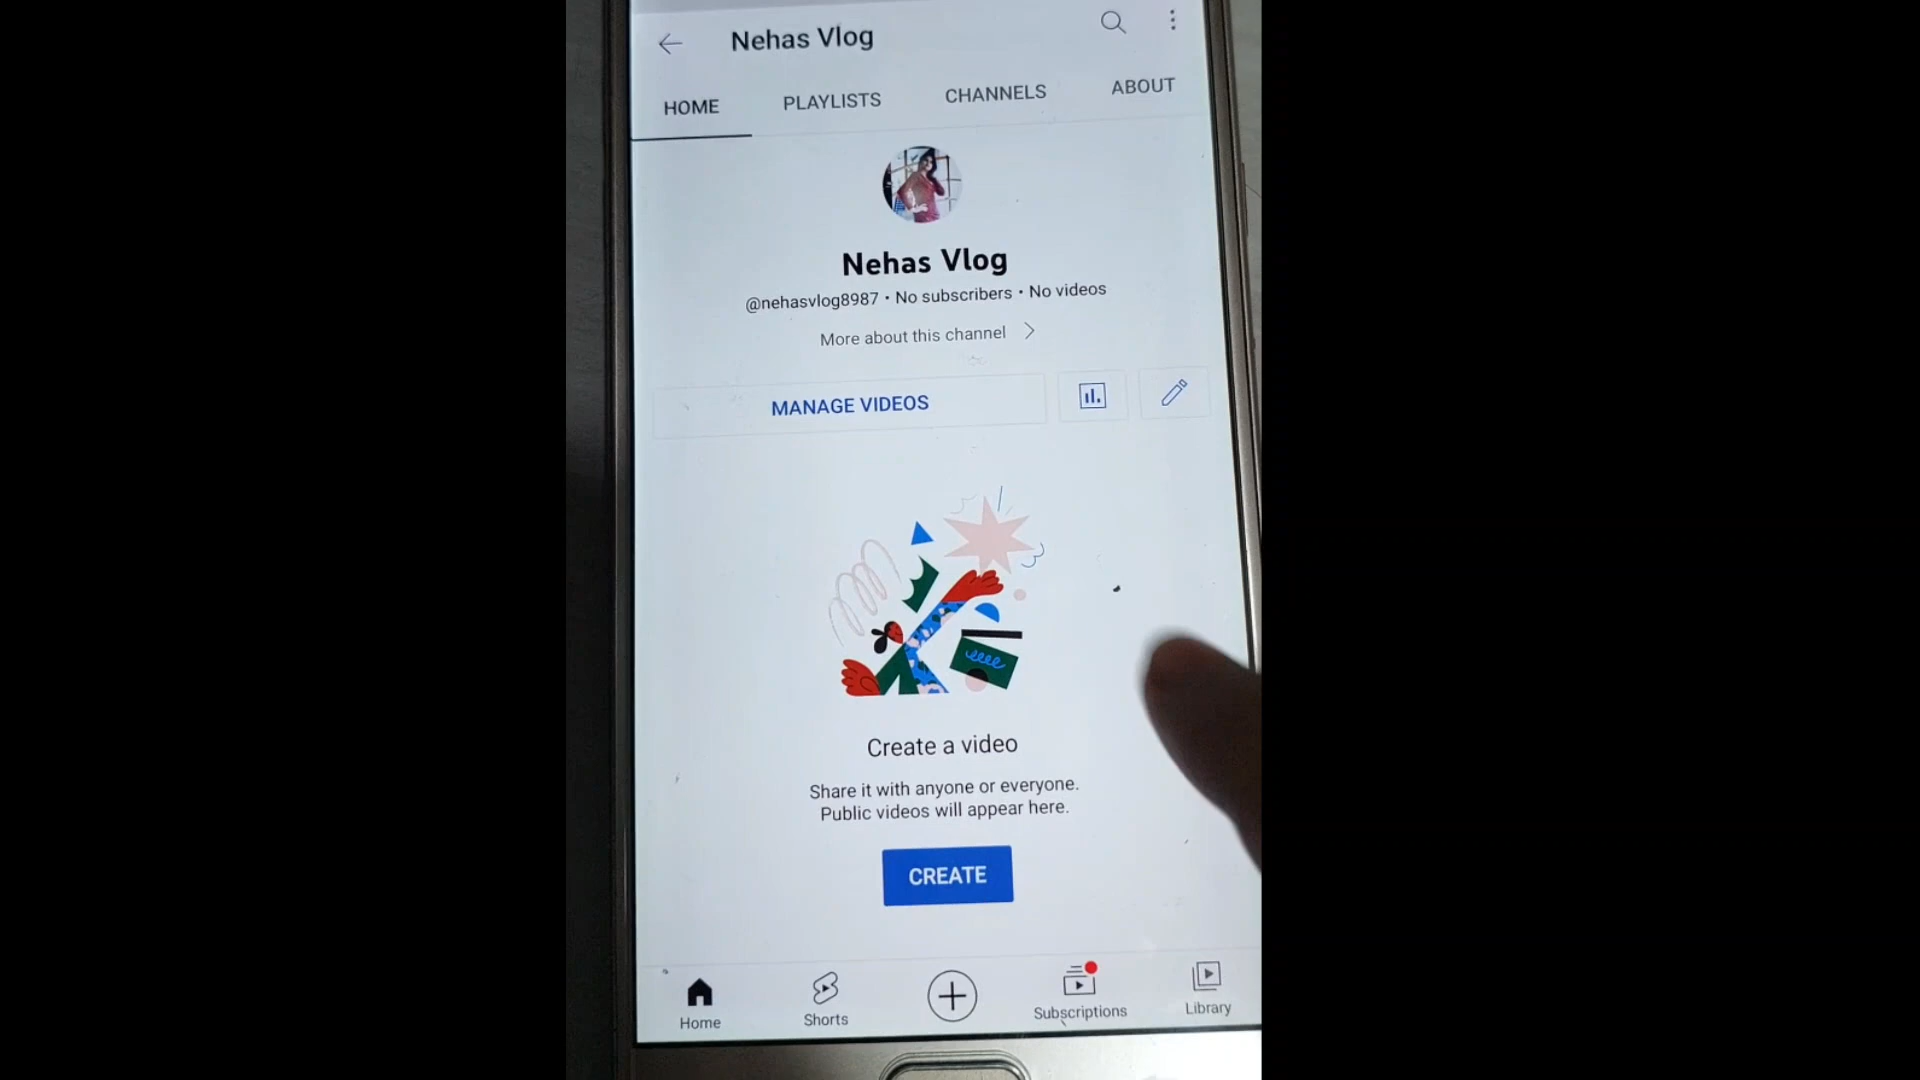 Nehas Vlog
HOME PLAYLISTS CHANNELS ABOUT
Nehas Vlog
@nehasvlog8987 • No subscribers • No videos
More about this channel
MANAGE VIDEOS
Create a video
Share it with anyone or everyone.
Public videos will appear here.
CREATE
Home Shorts Subscriptions Library